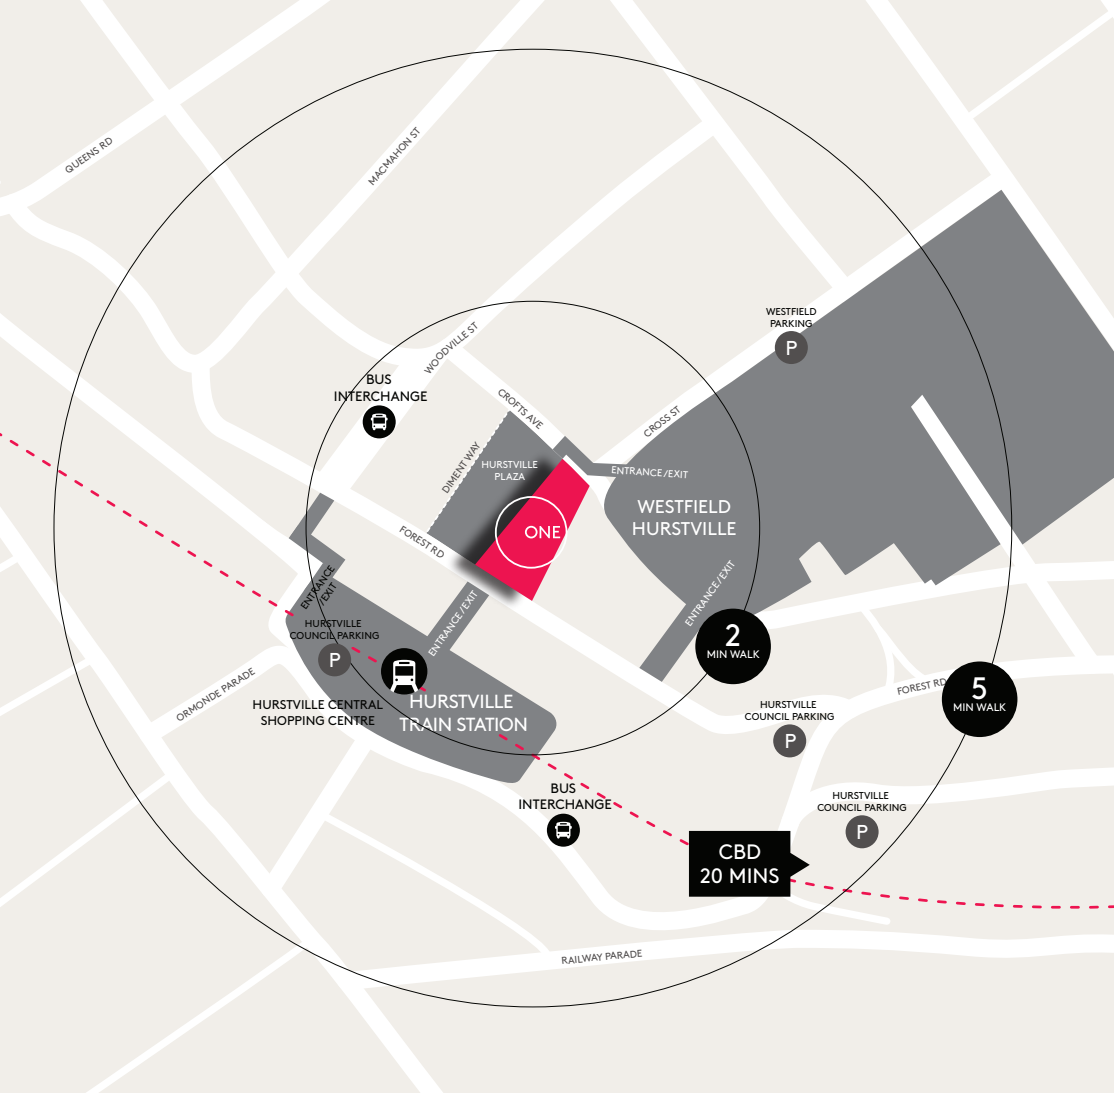 QUEENS RD
MACMAHON ST
WESTFIELD
PARKING
P
WOODVILLE ST
BUS
INTERCHANGE
CROFTS AVE
CROSS ST
DIMENT WAY
HURSTVILLE
PLAZA
ENTRANCE/EXIT
WESTFIELD
HURSTVILLE
ONE
FOREST RD
ENTRANCE
/EXIT
ENTRANCE/EXIT
ENTRANCE/EXIT
HURSTVILLE
COUNCIL PARKING
P
2
MIN WALK
ORMONDE PARADE
HURSTVILLE CENTRAL
SHOPPING CENTRE
HURSTVILLE
TRAIN STATION
FOREST RD
5
MIN WALK
HURSTVILLE
COUNCIL PARKING
P
BUS
INTERCHANGE
HURSTVILLE
COUNCIL PARKING
P
CBD
20 MINS
RAILWAY PARADE